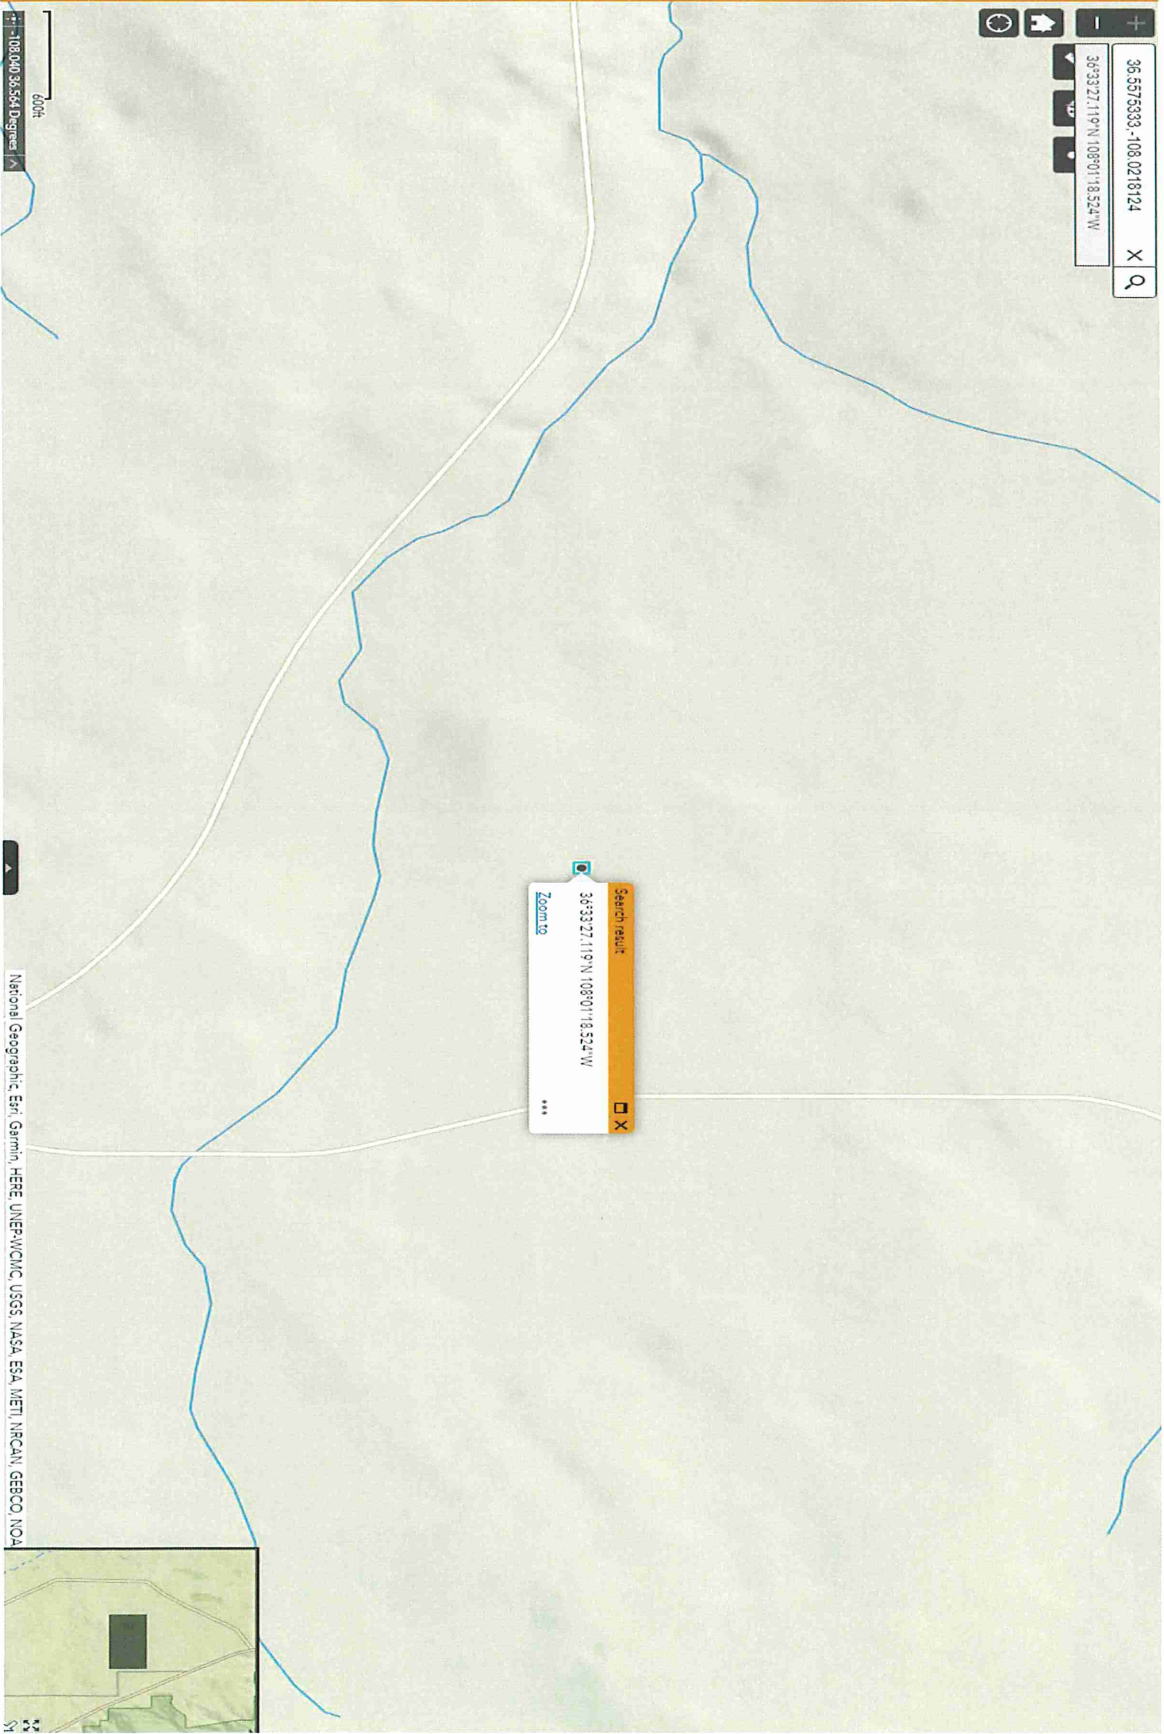 36.5575333,-108.0218124 X
36°33'27.119"N 108°01'18.524"W
+
−
Search result X
36°33'27.119"N 108°01'18.524"W
Zoom to •••
600ft
-108.040 36.564 Degrees
National Geographic, Esri, Garmin, HERE, UNEP-WCMC, USGS, NASA, ESA, METI, NRCAN, GEBCO, NOA